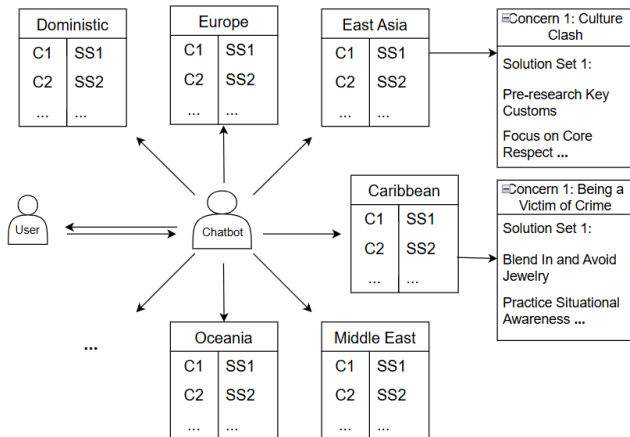 Doministic
C1 SS1
C2 SS2
... ...
Europe
C1 SS1
C2 SS2
... ...
East Asia
C1 SS1
C2 SS2
... ...
Concern 1: Culture
Clash
Solution Set 1:
Pre-research Key
Customs
Focus on Core
Respect ...
User
Chatbot
Caribbean
C1 SS1
C2 SS2
... ...
Concern 1: Being a
Victim of Crime
Solution Set 1:
Blend In and Avoid
Jewelry
Practice Situational
Awareness ...
...
Oceania
C1 SS1
C2 SS2
... ...
Middle East
C1 SS1
C2 SS2
... ...